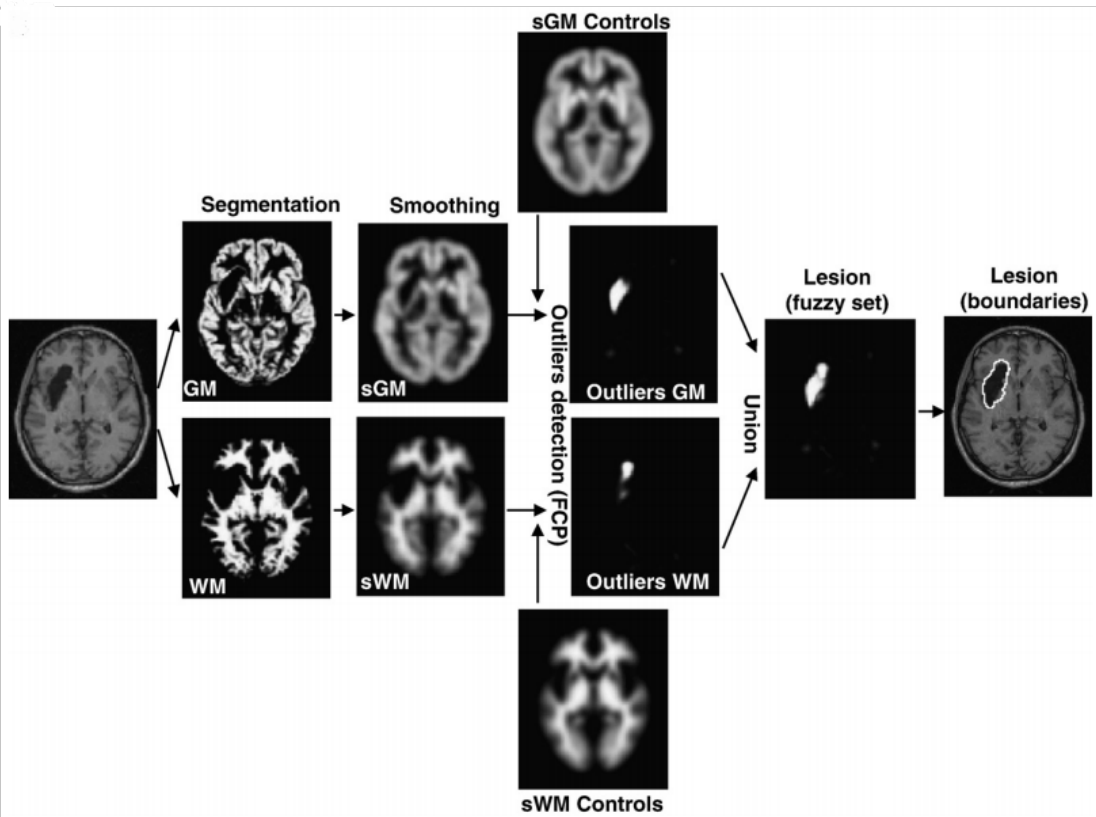 sGM Controls
Segmentation
Smoothing
GM
sGM
Outliers GM
Outliers detection (FCP)
WM
sWM
Outliers WM
Union
Lesion
(fuzzy set)
Lesion
(boundaries)
sWM Controls